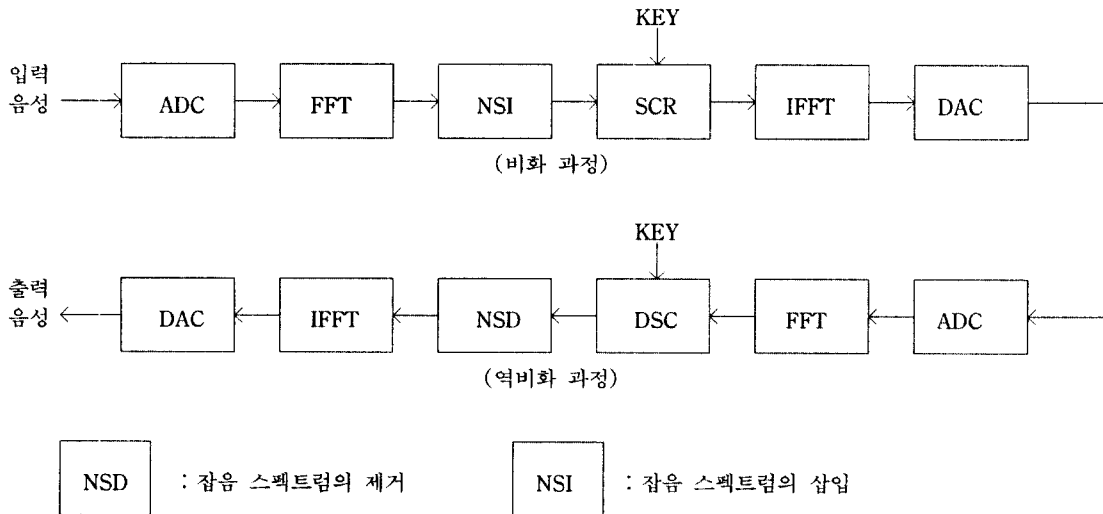 KEY
입력
음성
ADC FFT NSI SCR IFFT DAC
(비화 과정)
KEY
출력
음성
DAC IFFT NSD DSC FFT ADC
(역비화 과정)
NSD : 잡음 스펙트럼의 제거 NSI : 잡음 스펙트럼의 삽입